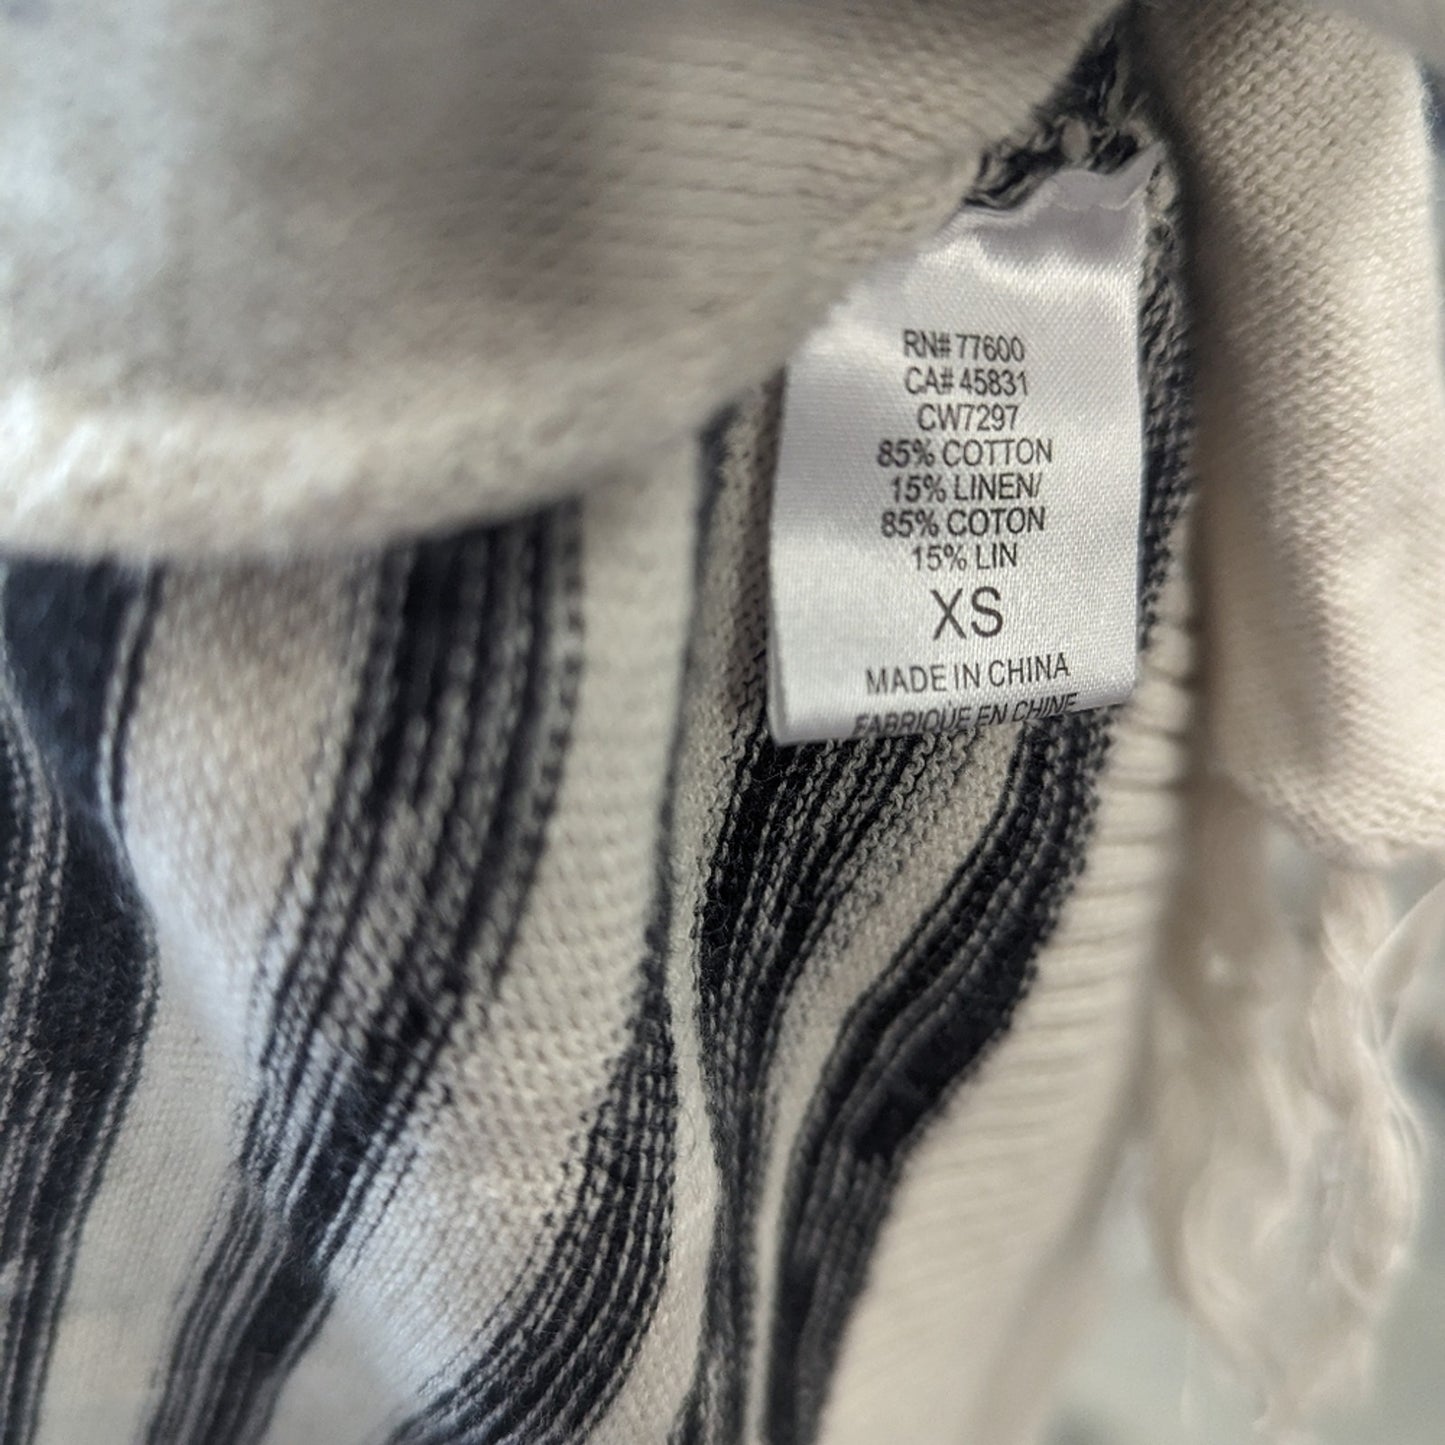 RN# 77600
CA# 45831
CW7297
85% COTTON
15% LINEN/
85% COTON
15% LIN
XS
MADE IN CHINA
FABRIQUE EN CHINE